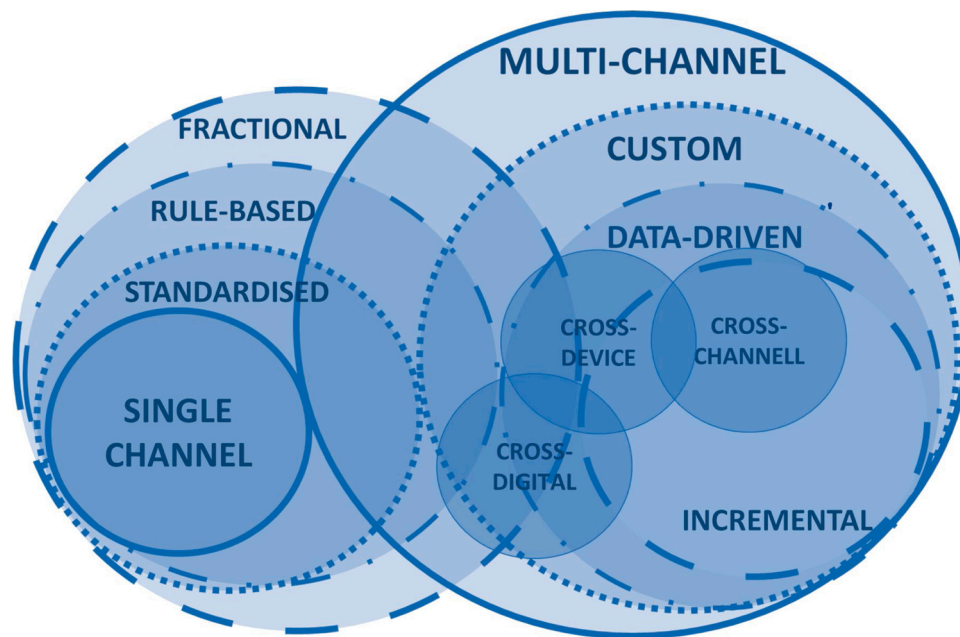 MULTI-CHANNEL
FRACTIONAL
CUSTOM
RULE-BASED
DATA-DRIVEN
STANDARDISED
CROSS-
DEVICE
CROSS-
CHANNELL
SINGLE
CHANNEL
CROSS-
DIGITAL
INCREMENTAL